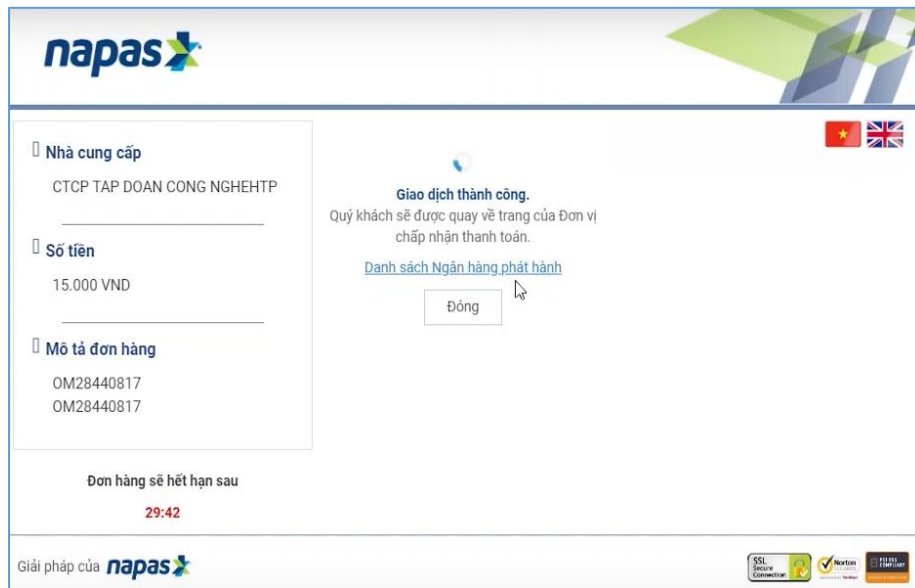 napas
Nhà cung cấp
CTCP TAP DOAN CONG NGHEHTP
Số tiền
15.000 VND
Mô tả đơn hàng
OM28440817
OM28440817
Đơn hàng sẽ hết hạn sau
29:42
Giao dịch thành công.
Quý khách sẽ được quay về trang của Đơn vị
chấp nhận thanh toán.
Danh sách Ngân hàng phát hành
Đóng
Giải pháp của napas
SSL
Secure
Connection
Norton
PCI DSS
COMPLIANT